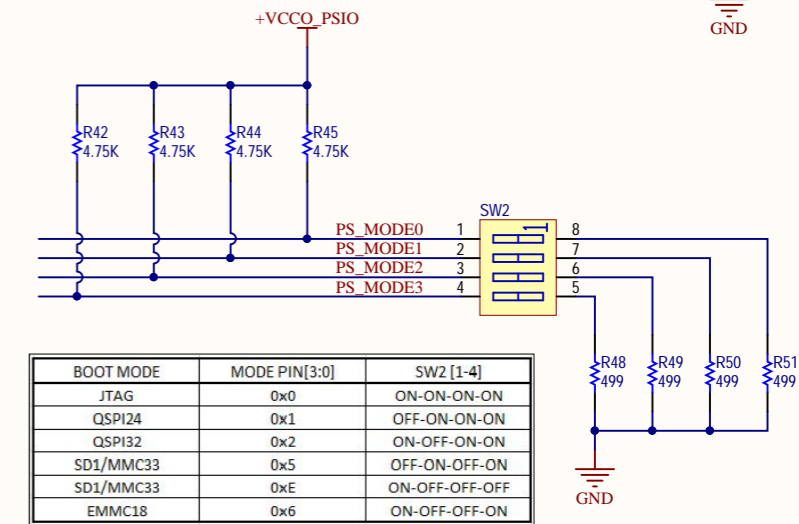 +VCCO_PSIO
GND
R42 R43 R44 R45
4.75K 4.75K 4.75K 4.75K
SW2
PS_MODE0 1 1 8
PS_MODE1 2 7
PS_MODE2 3 6
PS_MODE3 4 5
R48 R49 R50 R51
499 499 499 499
GND
BOOT MODE MODE PIN[3:0] SW2 [1-4]
JTAG 0x0 ON-ON-ON-ON
QSPI24 0x1 OFF-ON-ON-ON
QSPI32 0x2 ON-OFF-ON-ON
SD1/MMC33 0x5 OFF-ON-OFF-ON
SD1/MMC33 0xE ON-OFF-OFF-OFF
EMMC18 0x6 ON-OFF-OFF-ON